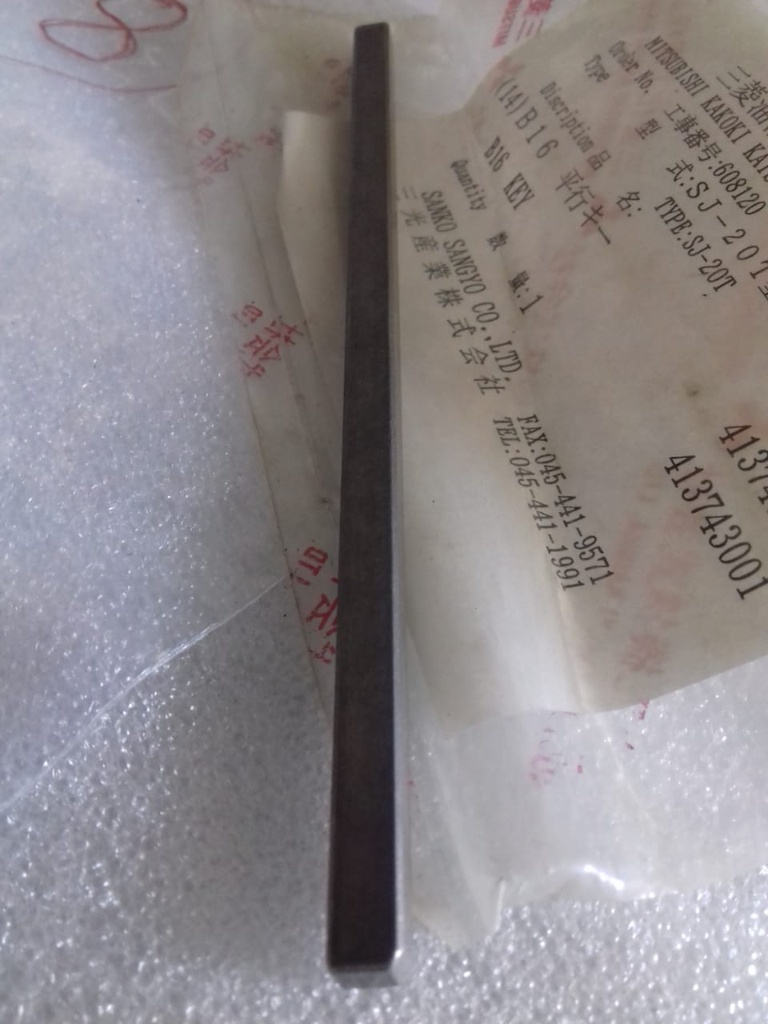 三菱
MITSUBISHI KAKOKI
Order No. 工事番号:608120
Type 型 式:SJ-20T
TYPE:SJ-20T
Discription 品 名:
(14)B16 平行キー
B16 KEY
Quantity 数 量:1
SANKO SANGYO CO.,LTD.
三光産業株式会社
FAX:045-441-9571
TEL:045-441-1991
413743001